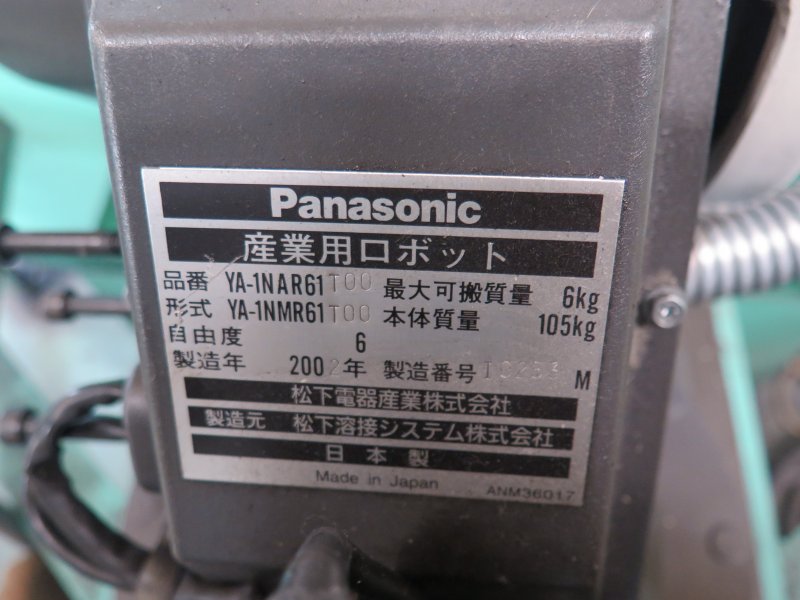 Panasonic
産業用ロボット
品番 YA-1NAR61T00 最大可搬質量 6kg
形式 YA-1NMR61T00 本体質量 105kg
自由度 6
製造年 2002年 製造番号 M
松下電器産業株式会社
製造元 松下溶接システム株式会社
日本製
Made in Japan
ANM36017